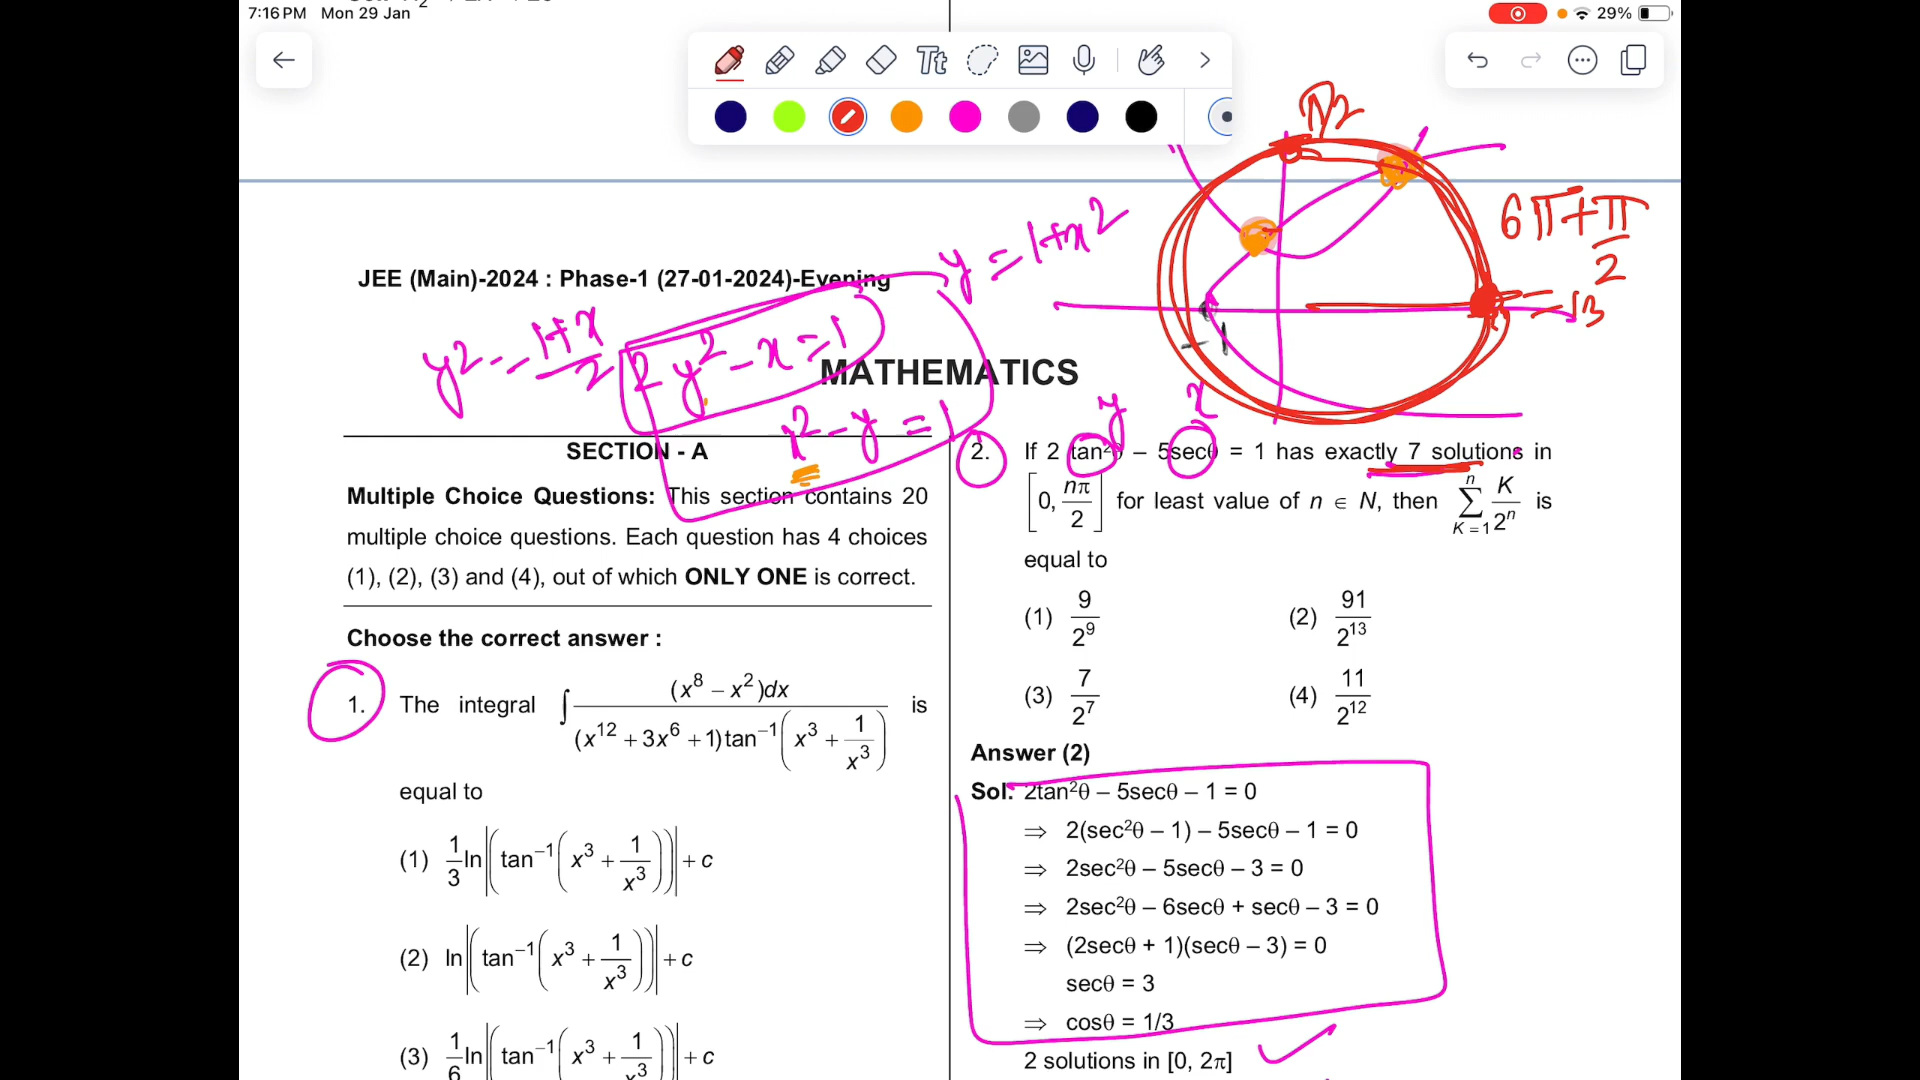 7:16 PM Mon 29 Jan
29%
Tt
JEE (Main)-2024 : Phase-1 (27-01-2024)-Evening
y = 1+x²
π/2
6π + π/2
y² = (1+x)/2
2y² − x = 1
x² − y = 1
−1
y x
MATHEMATICS
SECTION - A
Multiple Choice Questions: This section contains 20
multiple choice questions. Each question has 4 choices
(1), (2), (3) and (4), out of which ONLY ONE is correct.
Choose the correct answer :
1. The integral ∫ (x⁸ – x²)dx / ((x¹² + 3x⁶ + 1) tan⁻¹(x³ + 1/x³)) is
equal to
(1) 1/3 ln|(tan⁻¹(x³ + 1/x³))| + c
(2) ln|(tan⁻¹(x³ + 1/x³))| + c
(3) 1/6 ln|(tan⁻¹(x³ + 1/x³))| + c
2. If 2 tan²θ – 5secθ = 1 has exactly 7 solutions in
[0, nπ/2] for least value of n ∈ N, then Σ_{K=1}^{n} K/2ⁿ is
equal to
(1) 9/2⁹ (2) 91/2¹³
(3) 7/2⁷ (4) 11/2¹²
Answer (2)
Sol. 2tan²θ – 5secθ – 1 = 0
⇒ 2(sec²θ – 1) – 5secθ – 1 = 0
⇒ 2sec²θ – 5secθ – 3 = 0
⇒ 2sec²θ – 6secθ + secθ – 3 = 0
⇒ (2secθ + 1)(secθ – 3) = 0
secθ = 3
⇒ cosθ = 1/3
2 solutions in [0, 2π]